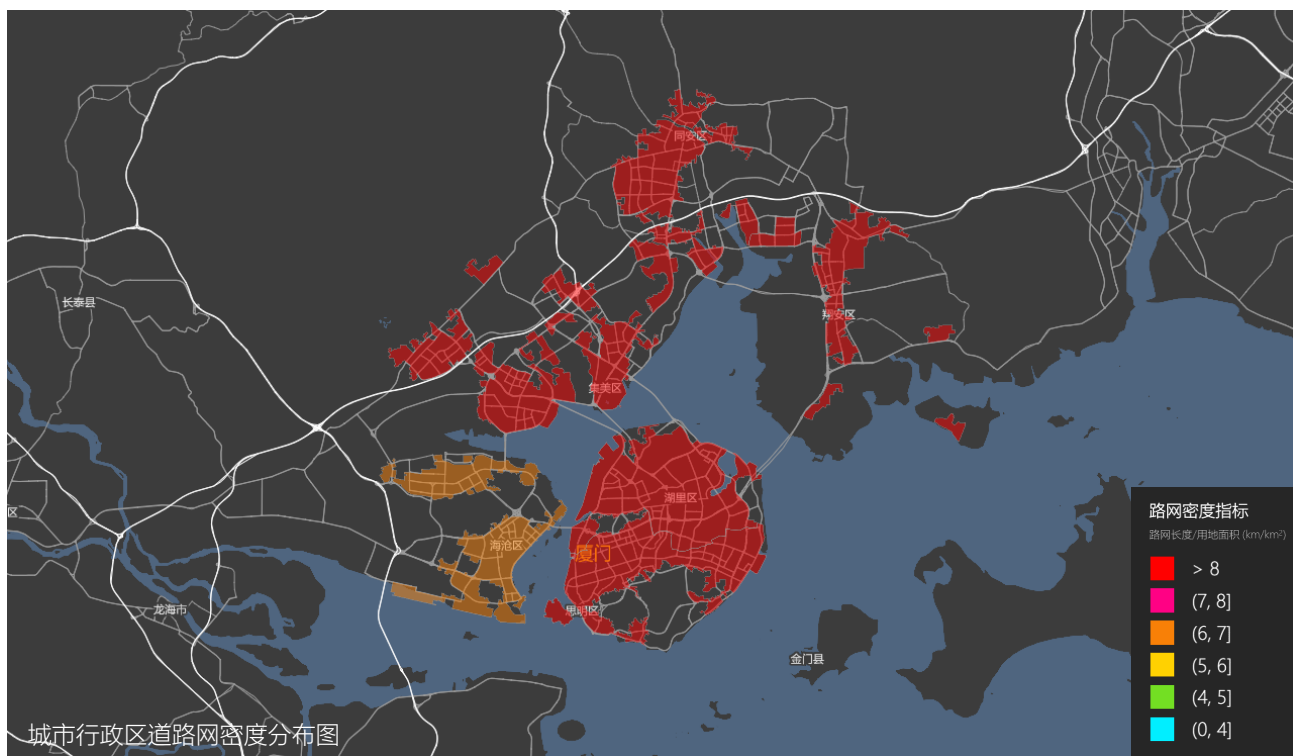 同安区
长泰县
翔安区
集美区
湖里区
区
海沧区
厦门
龙海市
思明区
金门县
路网密度指标
路网长度/用地面积 (km/km²)
> 8
(7, 8]
(6, 7]
(5, 6]
(4, 5]
(0, 4]
城市行政区道路网密度分布图